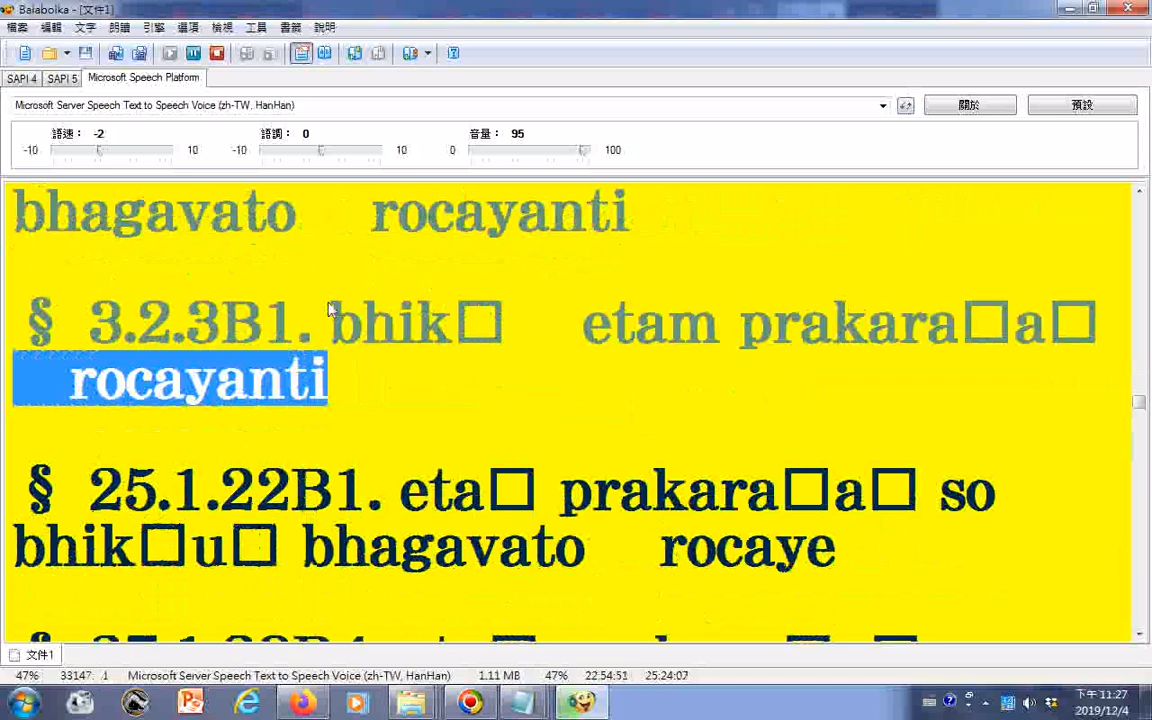 Balabolka - [文件1]
檔案 編輯 文字 朗讀 引擎 選項 檢視 工具 書籤 說明
SAPI 4 SAPI 5 Microsoft Speech Platform
Microsoft Server Speech Text to Speech Voice (zh-TW, HanHan) 關於 預設
語速： -2 語調： 0 音量： 95
-10 10 -10 10 0 100
bhagavato rocayanti
§ 3.2.3B1. bhik□ etam prakara□a□
rocayanti
§ 25.1.22B1. eta□ prakara□a□ so
bhik□u□ bhagavato rocaye
文件1
47% 33147. Microsoft Server Speech Text to Speech Voice (zh-TW, HanHan) 1.11 MB 47% 22:54:51 25:24:07
下午 11:27
2019/12/4